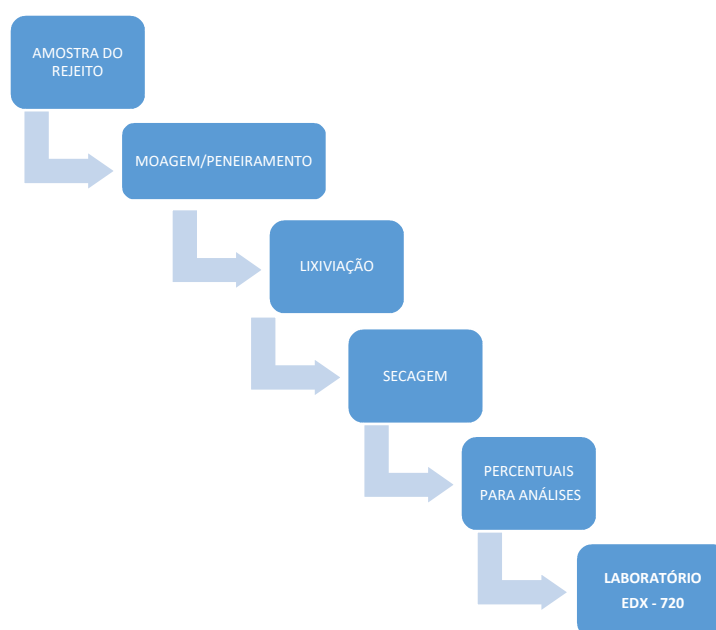 AMOSTRA DO
REJEITO
MOAGEM/PENEIRAMENTO
LIXIVIAÇÃO
SECAGEM
PERCENTUAIS
PARA ANÁLISES
LABORATÓRIO
EDX - 720